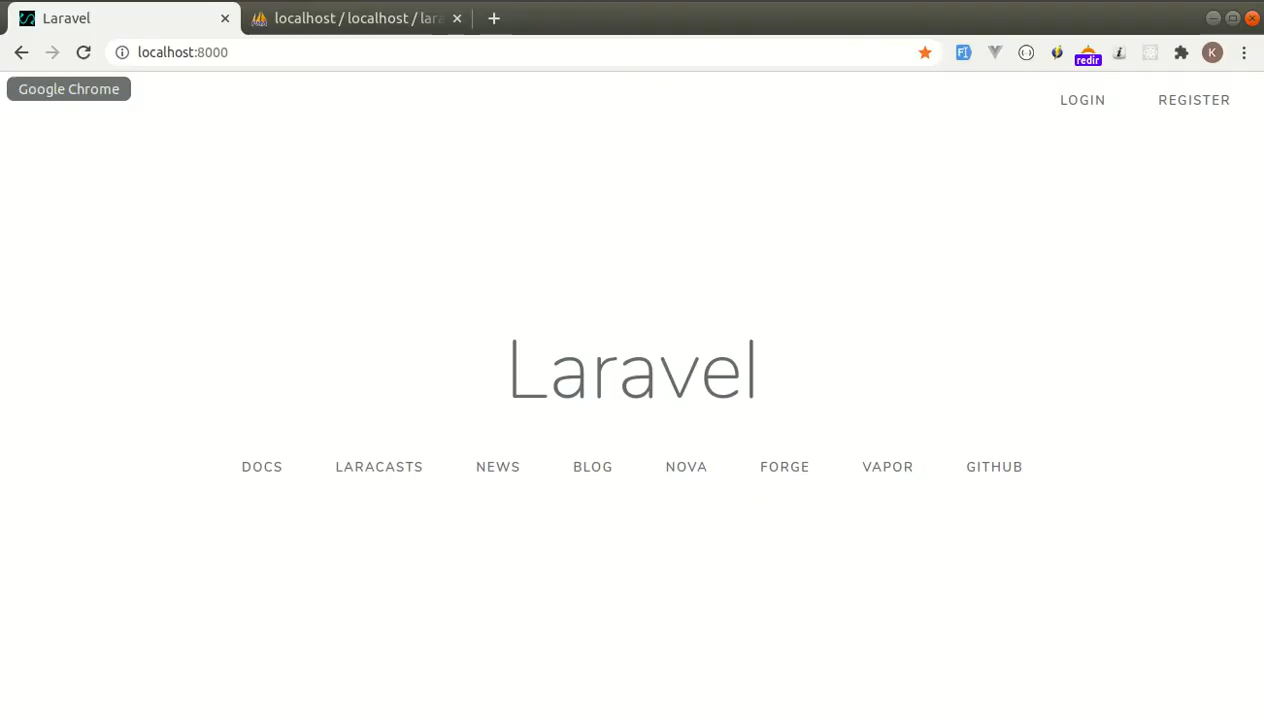 Laravel
localhost / localhost / lara
localhost:8000
redir
K
Google Chrome
LOGIN REGISTER
Laravel
DOCS LARACASTS NEWS BLOG NOVA FORGE VAPOR GITHUB